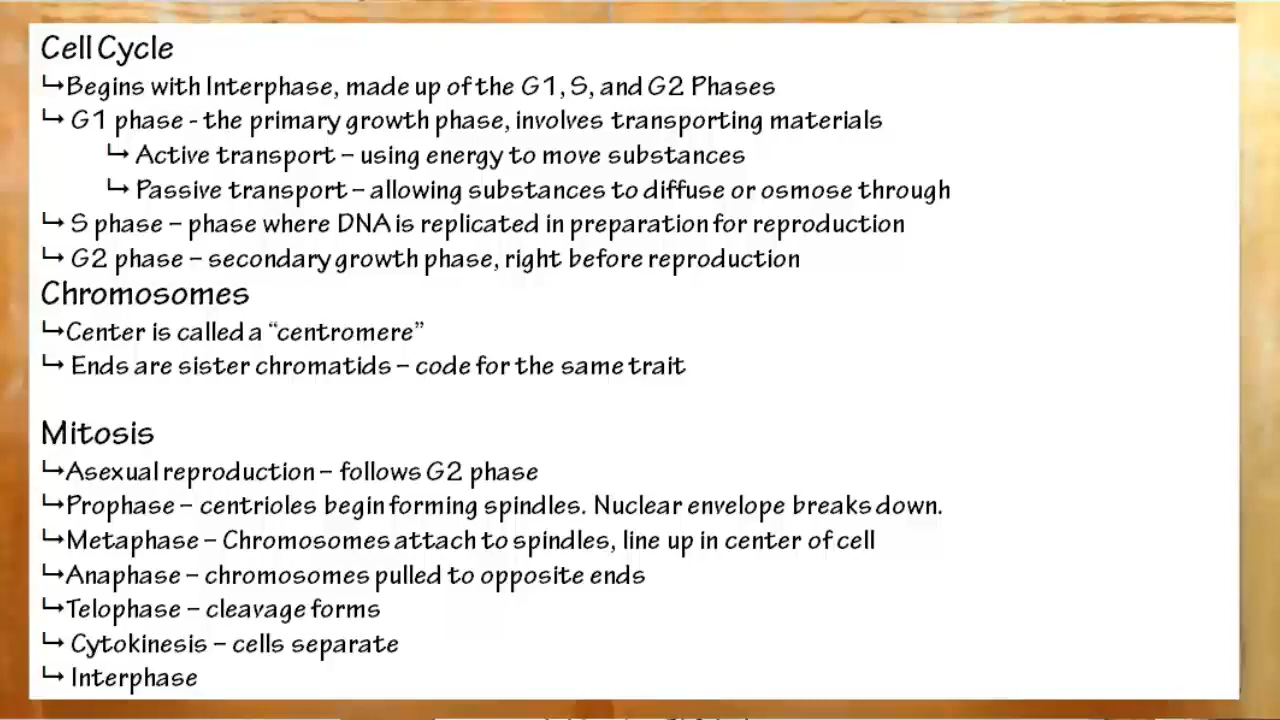 Cell Cycle
↳Begins with Interphase, made up of the G1, S, and G2 Phases
↳ G1 phase - the primary growth phase, involves transporting materials
↳ Active transport – using energy to move substances
↳ Passive transport – allowing substances to diffuse or osmose through
↳ S phase – phase where DNA is replicated in preparation for reproduction
↳ G2 phase – secondary growth phase, right before reproduction
Chromosomes
↳Center is called a “centromere”
↳ Ends are sister chromatids – code for the same trait
Mitosis
↳Asexual reproduction – follows G2 phase
↳Prophase – centrioles begin forming spindles. Nuclear envelope breaks down.
↳Metaphase – Chromosomes attach to spindles, line up in center of cell
↳Anaphase – chromosomes pulled to opposite ends
↳Telophase – cleavage forms
↳ Cytokinesis – cells separate
↳ Interphase